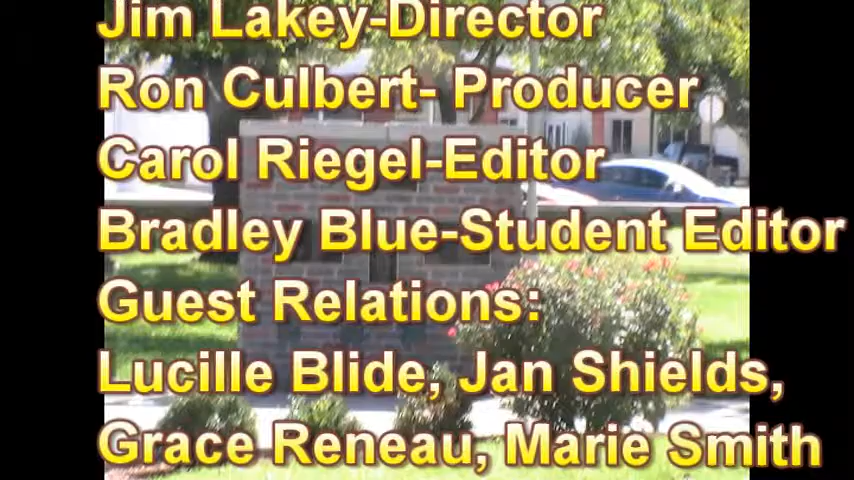 Jim Lakey-Director
Ron Culbert- Producer
Carol Riegel-Editor
Bradley Blue-Student Editor
Guest Relations:
Lucille Blide, Jan Shields,
Grace Reneau, Marie Smith